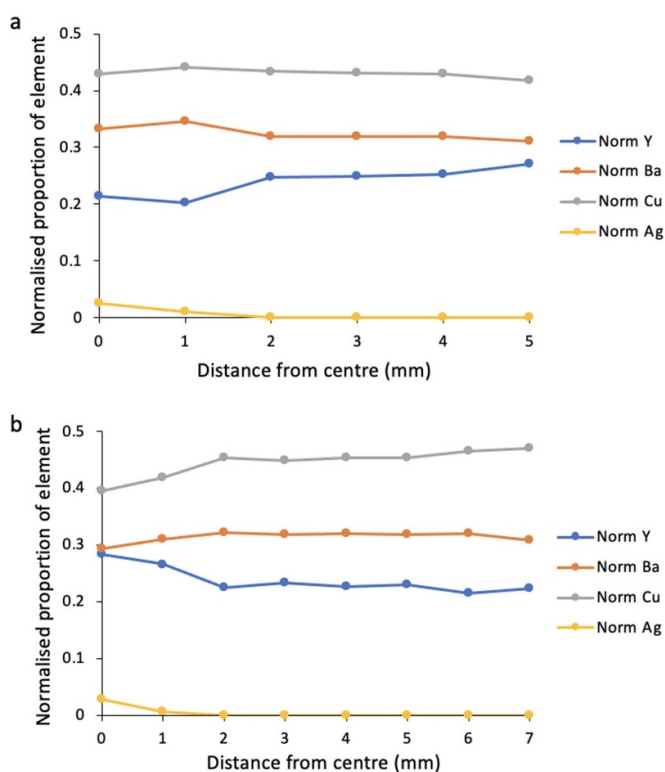 a
Normalised proportion of element
0.5
0.4
0.3
0.2
0.1
0
0 1 2 3 4 5
Distance from centre (mm)
Norm Y
Norm Ba
Norm Cu
Norm Ag
b
Normalised proportion of element
0.5
0.4
0.3
0.2
0.1
0
0 1 2 3 4 5 6 7
Distance from centre (mm)
Norm Y
Norm Ba
Norm Cu
Norm Ag